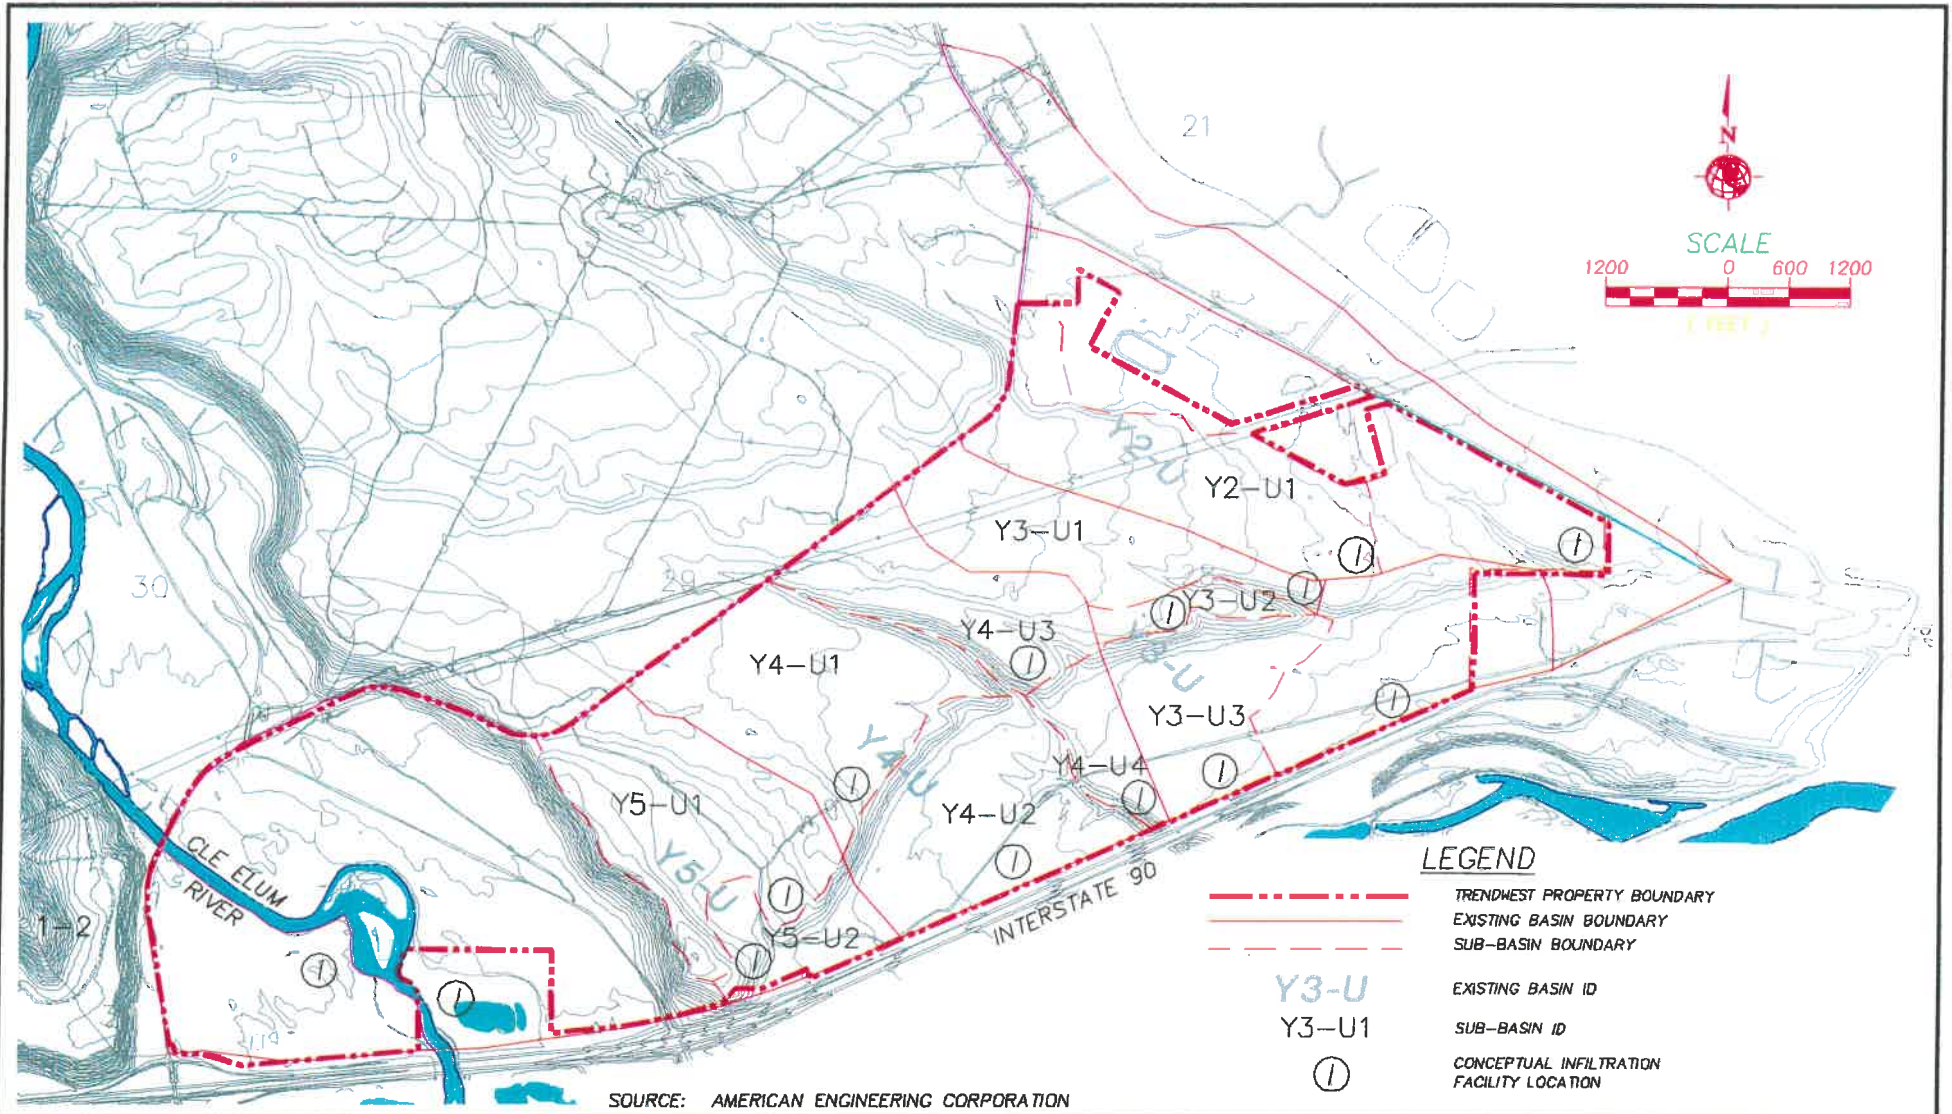 21
N
SCALE
1200 0 600 1200
( FEET )
Y2-U
Y2-U1
Y3-U1
30
29
Y3-U2
Y4-U3
Y4-U1
Y3-U3
Y4-U
Y4-U4
Y5-U1
Y4-U2
Y5-U
Y5-U2
CLE ELUM
RIVER
1-2
INTERSTATE 90
I
I
I
I
I
I
I
I
I
I
I
I
I
I
LEGEND
TRENDWEST PROPERTY BOUNDARY
EXISTING BASIN BOUNDARY
SUB-BASIN BOUNDARY
Y3-U EXISTING BASIN ID
Y3-U1 SUB-BASIN ID
I CONCEPTUAL INFILTRATION
FACILITY LOCATION
SOURCE: AMERICAN ENGINEERING CORPORATION